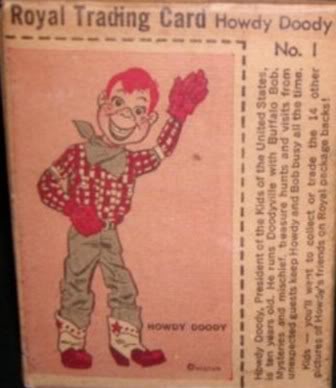 Royal Trading Card Howdy Doody
No. 1
Howdy Doody, President of the Kids of the United States,
is ten years old. He runs Doodyville with Buffalo Bob.
Mysteries and mischief, treasure hunts and visits from
unexpected guests keep Howdy and Bob busy all the time.
Kids — you'll want to collect or trade the 14 other
pictures of Howdy's friends on Royal package backs!
HOWDY DOODY